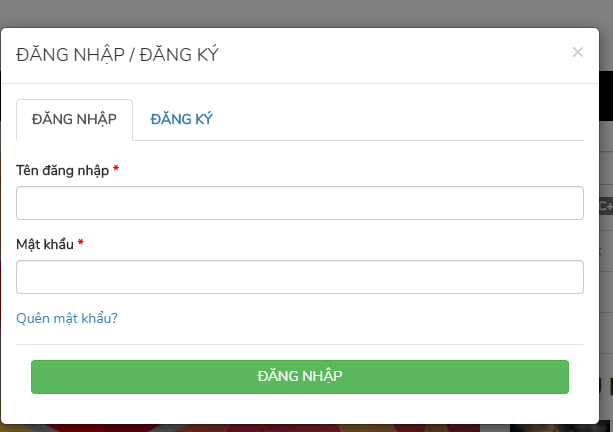 ĐĂNG NHẬP / ĐĂNG KÝ
×
ĐĂNG NHẬP
ĐĂNG KÝ
Tên đăng nhập *
Mật khẩu *
Quên mật khẩu?
ĐĂNG NHẬP